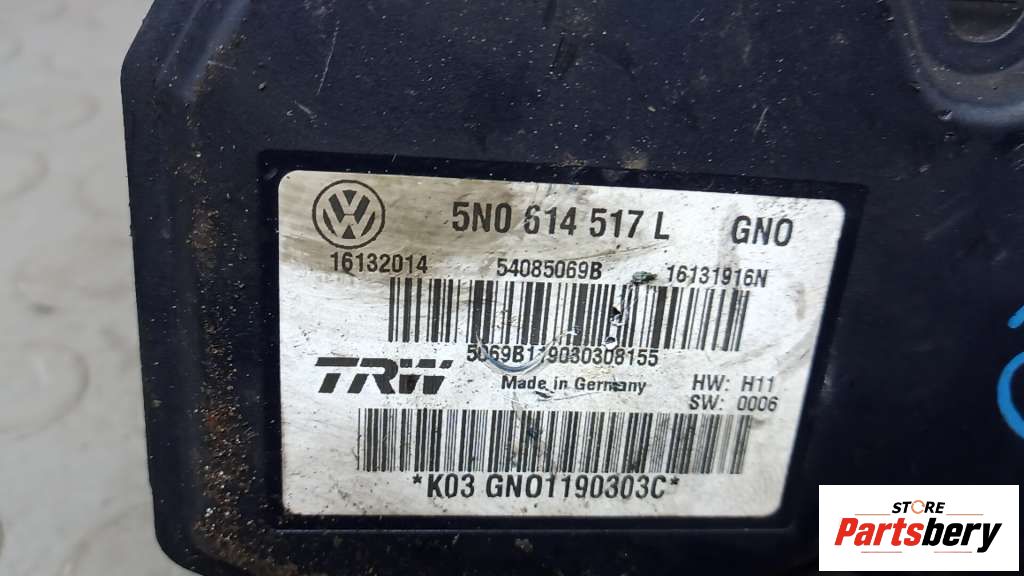 5N0 614 517 L GNO
16132014 54085069B 16131916N
5069B119030308155
TRW Made in Germany HW: H11
SW: 0006
*K03 GNO1190303C*
STORE
Partsbery